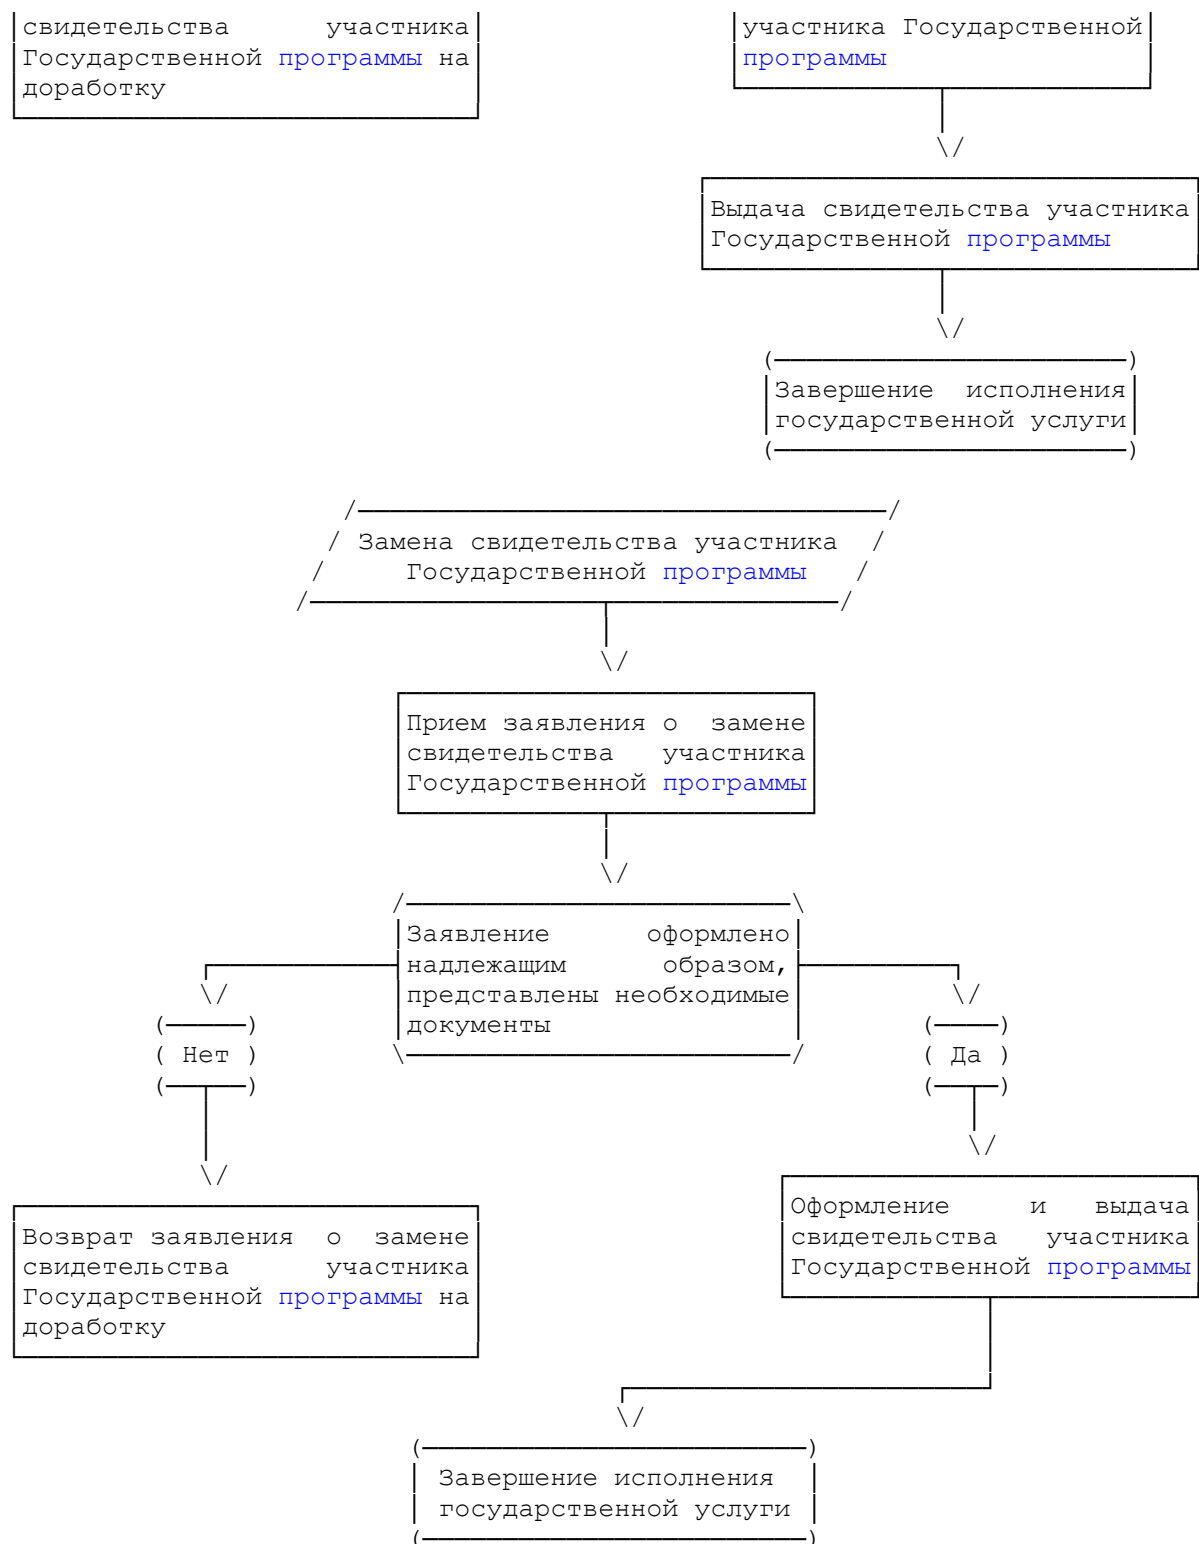 свидетельства участника
Государственной программы на
доработку
участника Государственной
программы
Выдача свидетельства участника
Государственной программы
Завершение исполнения
государственной услуги
Замена свидетельства участника
Государственной программы
Прием заявления о замене
свидетельства участника
Государственной программы
Заявление оформлено
надлежащим образом,
представлены необходимые
документы
Нет
Да
Возврат заявления о замене
свидетельства участника
Государственной программы на
доработку
Оформление и выдача
свидетельства участника
Государственной программы
Завершение исполнения
государственной услуги